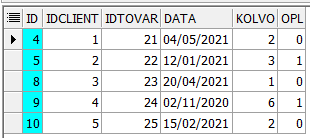 ID IDCLIENT IDTOVAR DATA KOLVO OPL
4 1 21 04/05/2021 2 0
5 2 22 12/01/2021 3 1
8 3 23 20/04/2021 1 0
9 4 24 02/11/2020 6 1
10 5 25 15/02/2021 2 0